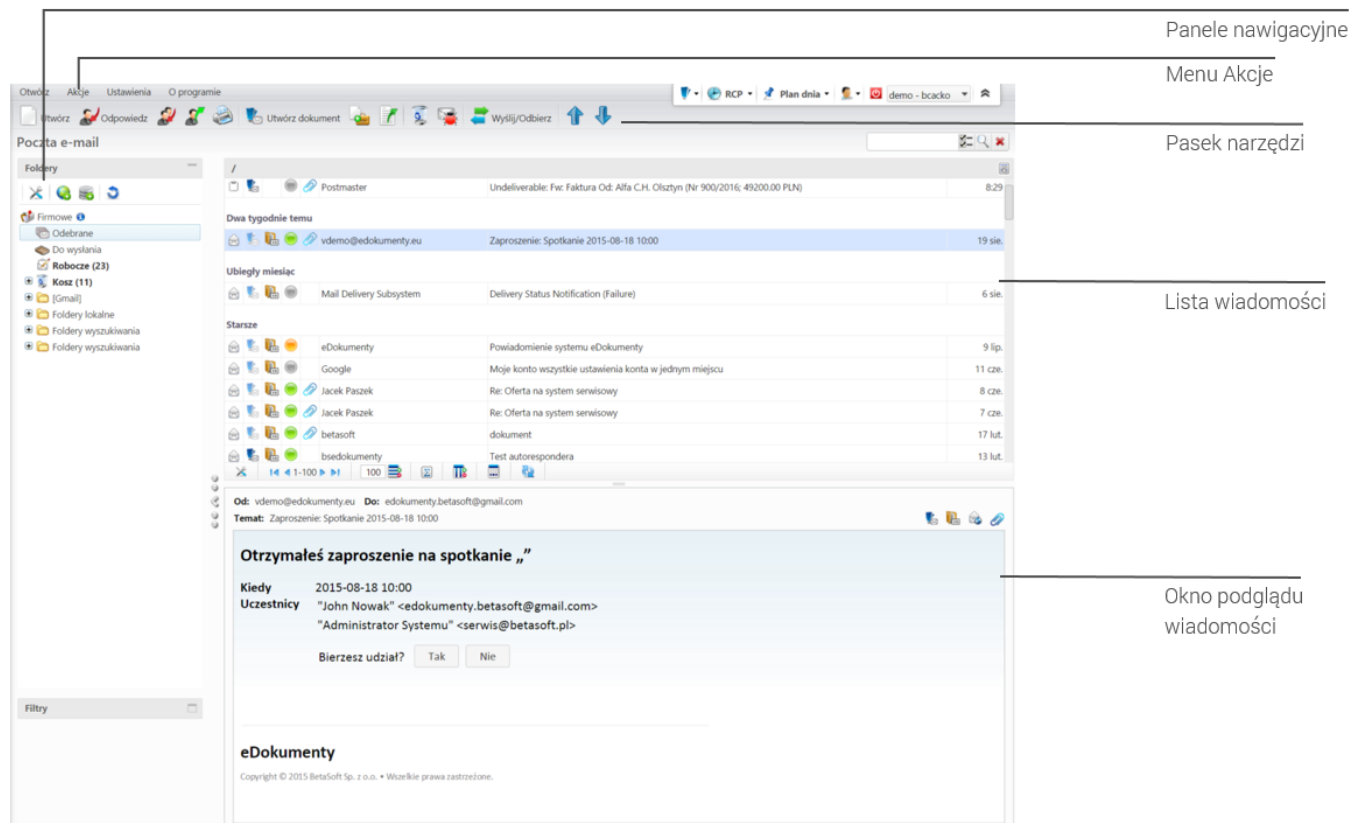 Panele nawigacyjne
Menu Akcje
Otwórz Akcje Ustawienia O programie
RCP Plan dnia demo - bcacko
Utwórz Odpowiedz Utwórz dokument Wyślij/Odbierz
Pasek narzędzi
Poczta e-mail
Foldery
/
Postmaster Undeliverable: Fw: Faktura Od: Alfa C.H. Olsztyn (Nr 900/2016; 49200.00 PLN) 8:29
Firmowe
Dwa tygodnie temu
Odebrane
vdemo@edokumenty.eu Zaproszenie: Spotkanie 2015-08-18 10:00 19 sie.
Do wysłania
Robocze (23)
Ubiegły miesiąc
Kosz (11)
[Gmail]
Mail Delivery Subsystem Delivery Status Notification (Failure) 6 sie.
Lista wiadomości
Foldery lokalne
Foldery wyszukiwania
Starsze
Foldery wyszukiwania
eDokumenty Powiadomienie systemu eDokumenty 9 lip.
Google Moje konto wszystkie ustawienia konta w jednym miejscu 11 cze.
Jacek Paszek Re: Oferta na system serwisowy 8 cze.
Jacek Paszek Re: Oferta na system serwisowy 7 cze.
betasoft dokument 17 lut.
bsedokumenty Test autorespondera 13 lut.
1-100 100
Od: vdemo@edokumenty.eu Do: edokumenty.betasoft@gmail.com
Temat: Zaproszenie: Spotkanie 2015-08-18 10:00
Otrzymałeś zaproszenie na spotkanie „”
Kiedy 2015-08-18 10:00
Uczestnicy "John Nowak" <edokumenty.betasoft@gmail.com>
"Administrator Systemu" <serwis@betasoft.pl>
Okno podglądu
wiadomości
Bierzesz udział? Tak Nie
Filtry
eDokumenty
Copyright © 2015 BetaSoft Sp. z o.o. • Wszelkie prawa zastrzeżone.